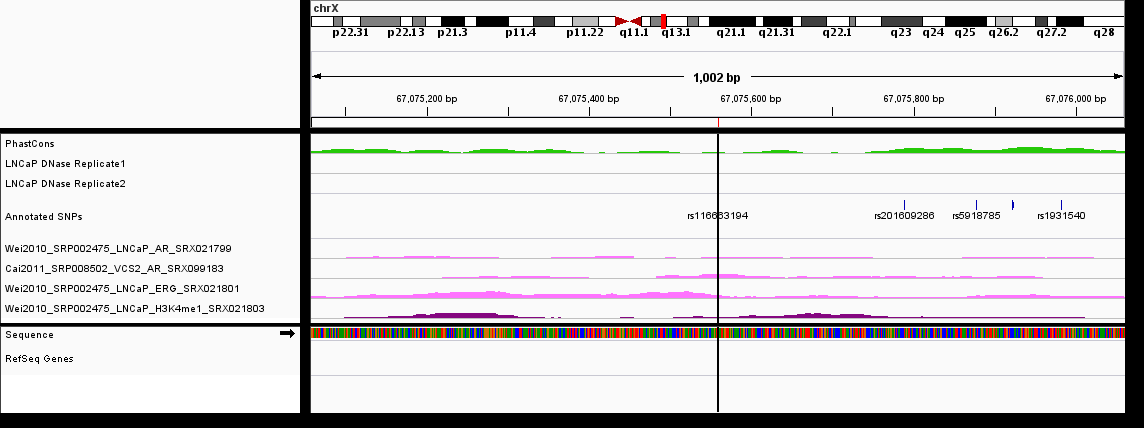 chrX
p22.31 p22.13 p21.3 p11.4 p11.22 q11.1 q13.1 q21.1 q21.31 q22.1 q23 q24 q25 q26.2 q27.2 q28
1,002 bp
67,075,200 bp 67,075,400 bp 67,075,600 bp 67,075,800 bp 67,076,000 bp
PhastCons
LNCaP DNase Replicate1
LNCaP DNase Replicate2
Annotated SNPs rs116663194 rs201609286 rs5918785 rs1931540
Wei2010_SRP002475_LNCaP_AR_SRX021799
Cai2011_SRP008502_VCS2_AR_SRX099183
Wei2010_SRP002475_LNCaP_ERG_SRX021801
Wei2010_SRP002475_LNCaP_H3K4me1_SRX021803
Sequence
RefSeq Genes